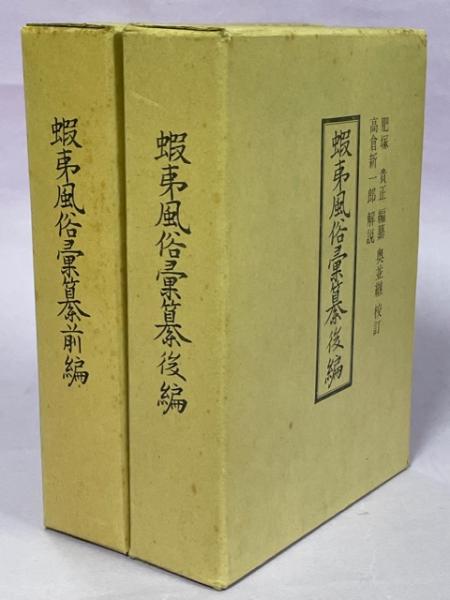 肥塚貴正編纂 奥並継校訂
高倉新一郎解説
蝦夷風俗彙纂後編
蝦夷風俗彙纂後編
蝦夷風俗彙纂前編